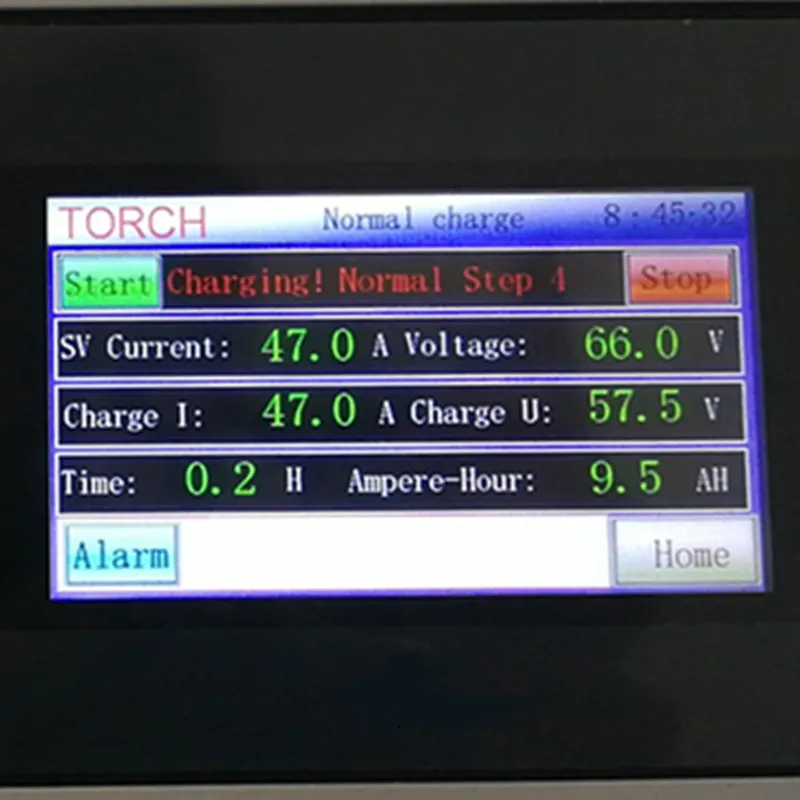 TORCH Normal charge 8:45:32
Start Charging! Normal Step 4 Stop
SV Current: 47.0 A Voltage: 66.0 V
Charge I: 47.0 A Charge U: 57.5 V
Time: 0.2 H Ampere-Hour: 9.5 AH
Alarm Home